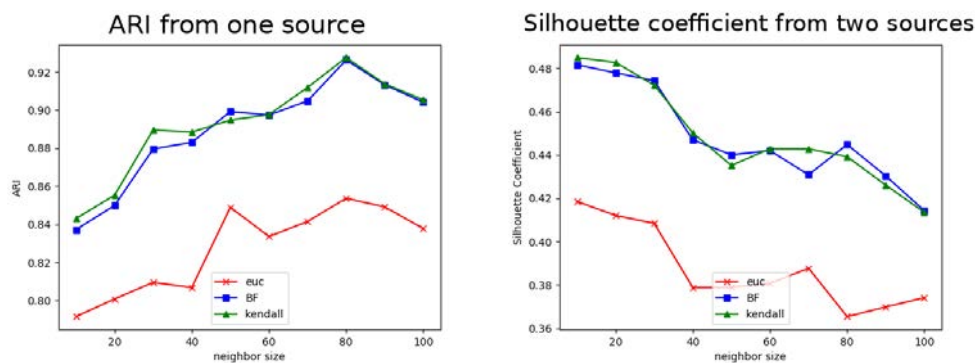 ARI from one source
0.92
0.90
0.88
0.86
0.84
0.82
0.80
ARI
euc
BF
kendall
20
40
60
80
100
neighbor size
Silhouette coefficient from two sources
0.48
0.46
0.44
0.42
0.40
0.38
0.36
Silhouette Coefficient
euc
BF
kendall
20
40
60
80
100
neighbor size